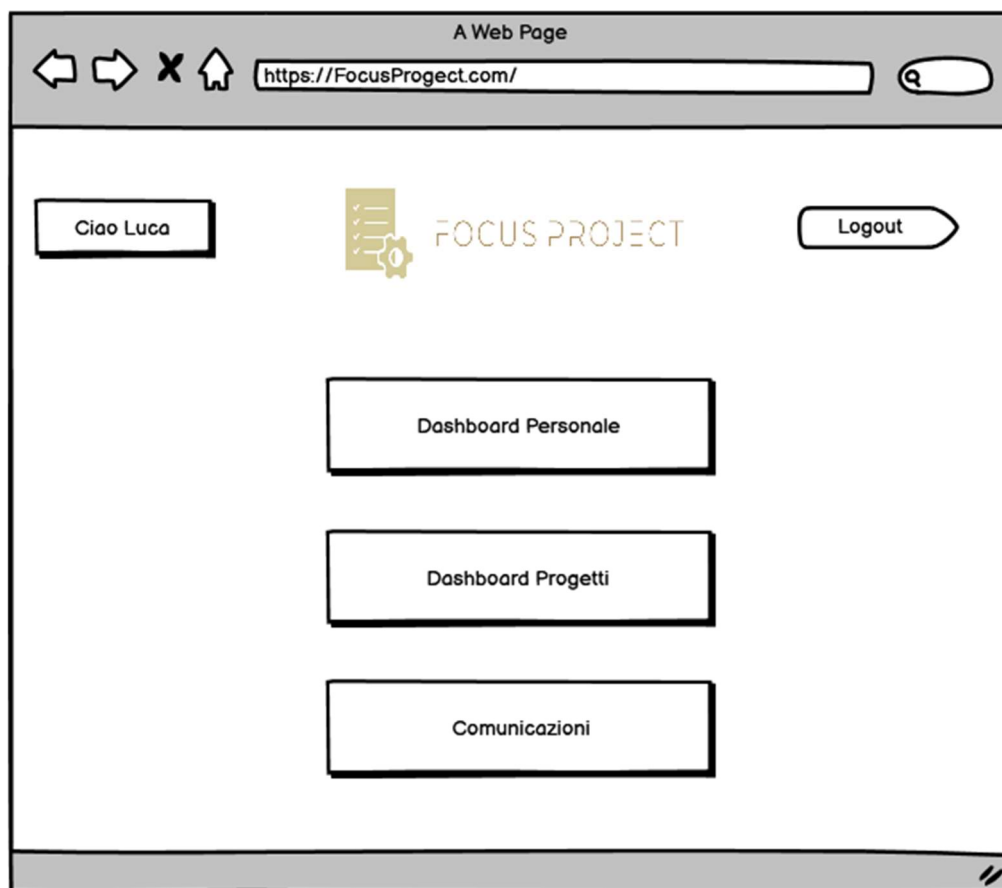 A Web Page
https://FocusProgect.com/
Ciao Luca
FOCUS PROJECT
Logout
Dashboard Personale
Dashboard Progetti
Comunicazioni